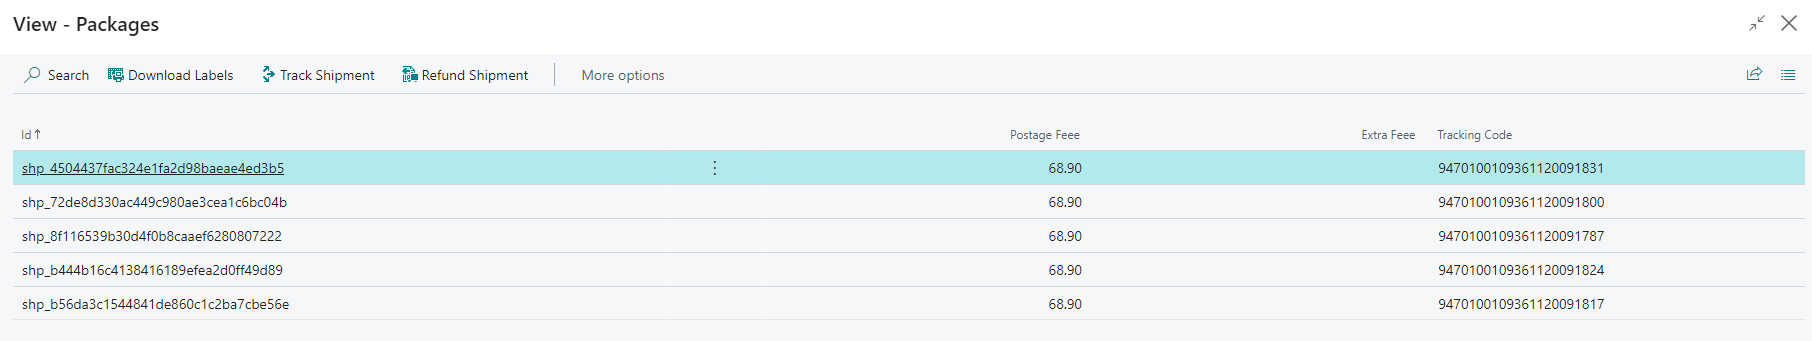 View - Packages
Search Download Labels Track Shipment Refund Shipment More options
Id↑ Postage Feee Extra Feee Tracking Code
shp_4504437fac324e1fa2d98baeae4ed3b5 68.90 9470100109361120091831
shp_72de8d330ac449c980ae3cea1c6bc04b 68.90 9470100109361120091800
shp_8f116539b30d4f0b8caaef6280807222 68.90 9470100109361120091787
shp_b444b16c4138416189efea2d0ff49d89 68.90 9470100109361120091824
shp_b56da3c1544841de860c1c2ba7cbe56e 68.90 9470100109361120091817